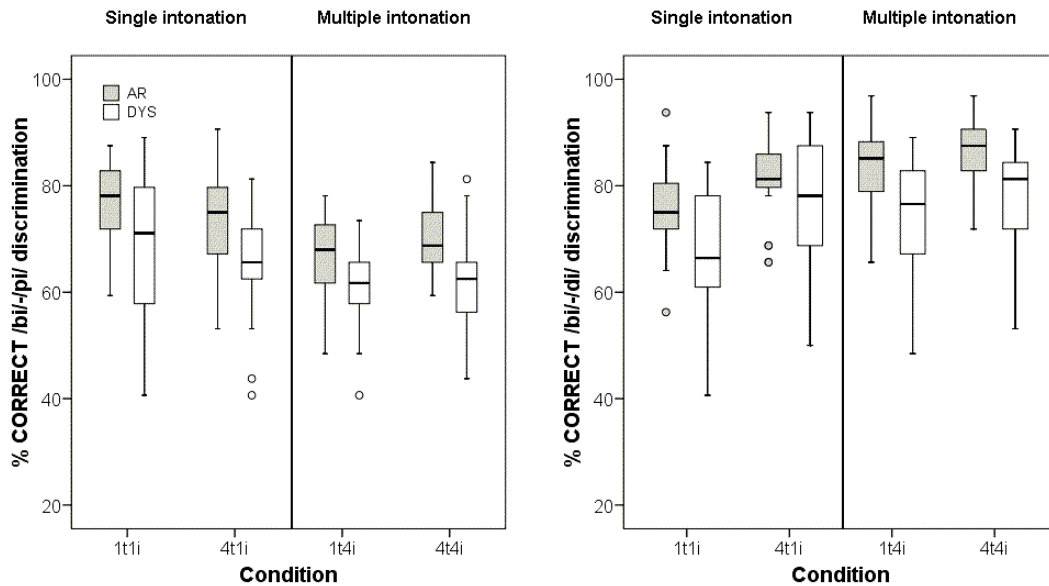 Single intonation Multiple intonation
100
80
60
40
20
AR
DYS
% CORRECT /bi/-/pi/ discrimination
1t1i 4t1i 1t4i 4t4i
Condition
Single intonation Multiple intonation
100
80
60
40
20
% CORRECT /bi/-/di/ discrimination
1t1i 4t1i 1t4i 4t4i
Condition